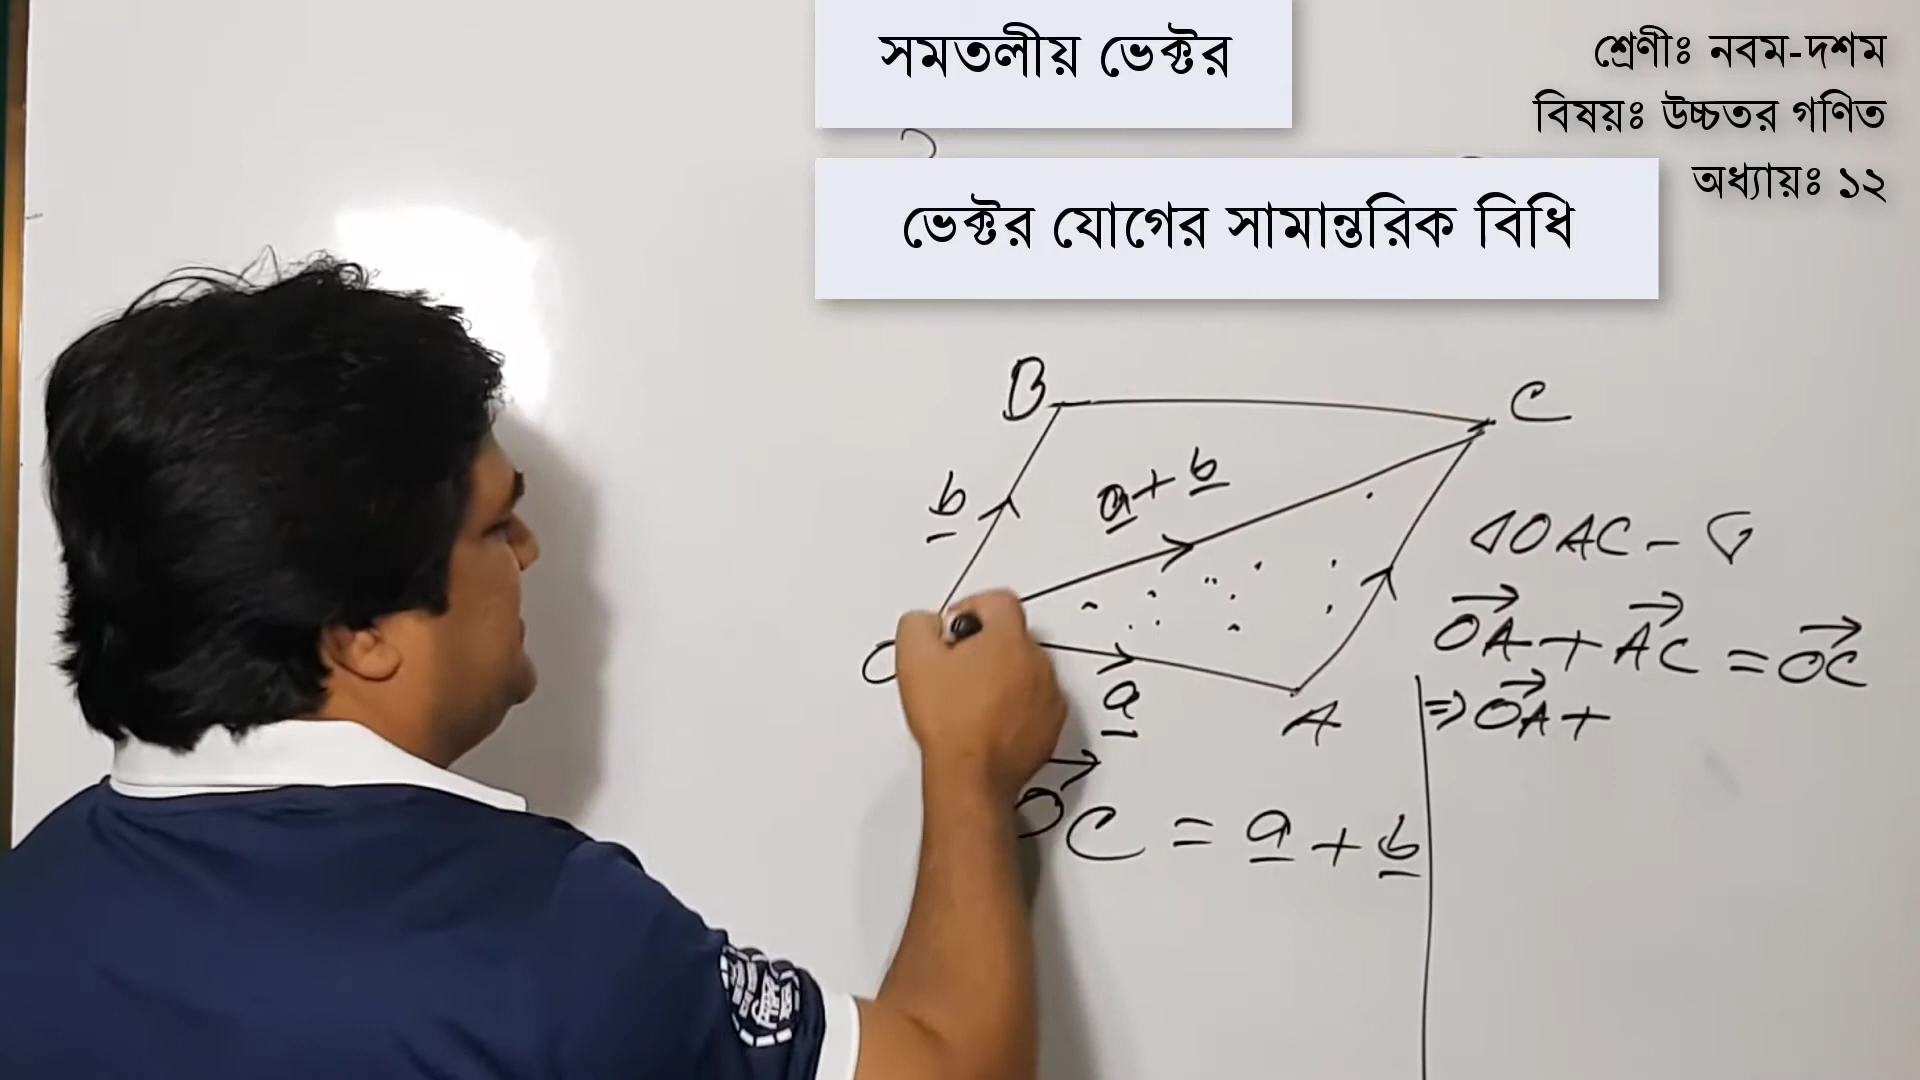 সমতলীয় ভেক্টর
শ্রেণীঃ নবম-দশম
বিষয়ঃ উচ্চতর গণিত
অধ্যায়ঃ ১২
ভেক্টর যোগের সামান্তরিক বিধি
B
C
b
a + b
a
A
OAC -
OA + AC = OC
⇒ OA +
OC = a + b